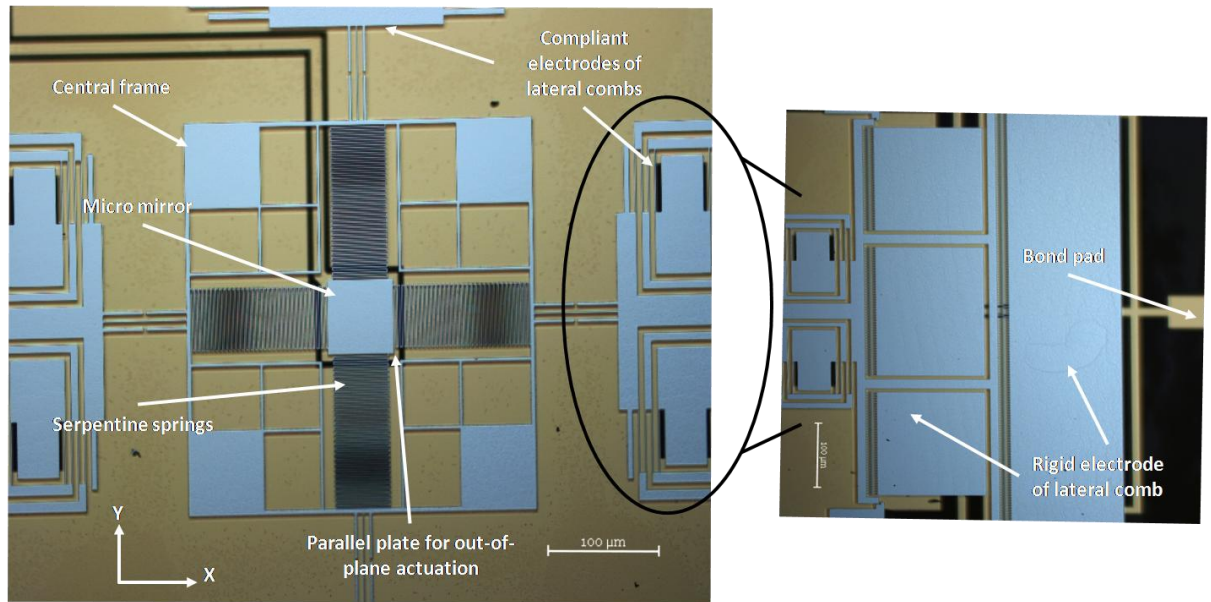 Compliant
electrodes of
lateral combs
Central frame
Micro mirror
Bond pad
Serpentine springs
Rigid electrode
of lateral comb
100 µm
Y
X
Parallel plate for out-of-
plane actuation
100 µm